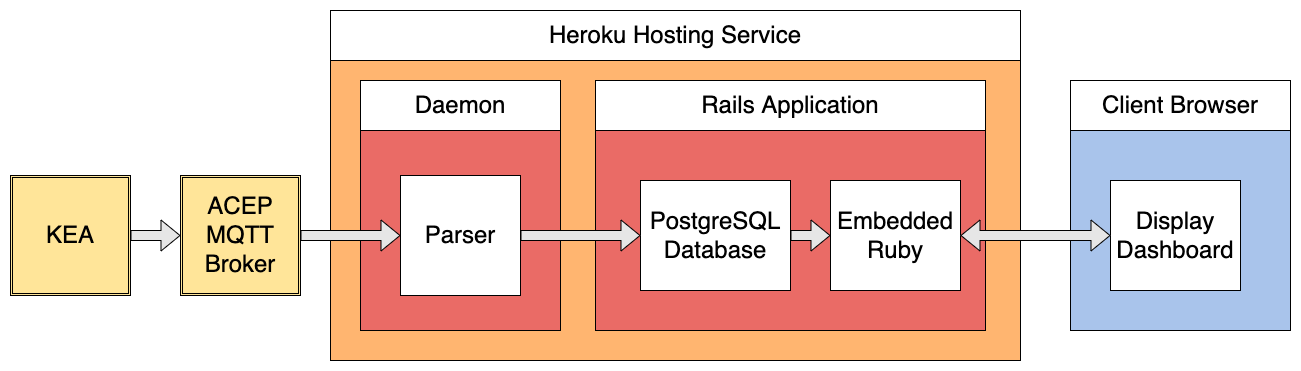 Heroku Hosting Service
Daemon
Rails Application
Client Browser
KEA
ACEP
MQTT
Broker
Parser
PostgreSQL
Database
Embedded
Ruby
Display
Dashboard